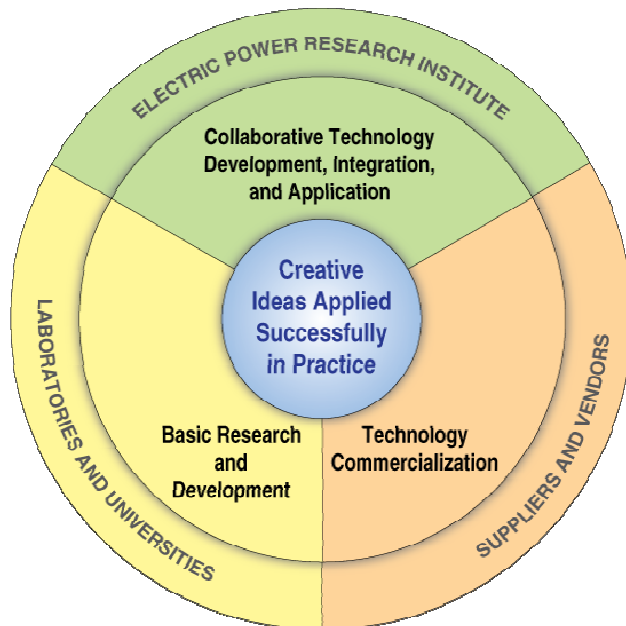 ELECTRIC POWER RESEARCH INSTITUTE
Collaborative Technology
Development, Integration,
and Application
Creative
Ideas Applied
Successfully
in Practice
LABORATORIES AND UNIVERSITIES
Basic Research
and
Development
Technology
Commercialization
SUPPLIERS AND VENDORS